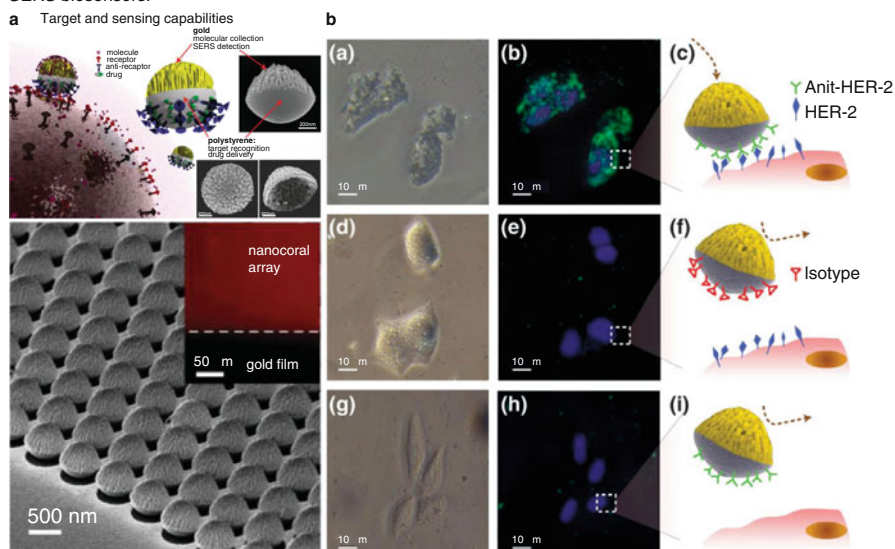 SERS biosensors.
a Target and sensing capabilities
gold
molecular collection
SERS detection
molecule
receptor
anti-recaptor
drug
200nm
polystyrene:
target recognition
drug delivery
nanocoral
array
50 m
gold film
500 nm
b
(a)
10 m
(b)
10 m
(c)
Anit-HER-2
HER-2
(d)
10 m
(e)
10 m
(f)
Isotype
(g)
10 m
(h)
10 m
(i)